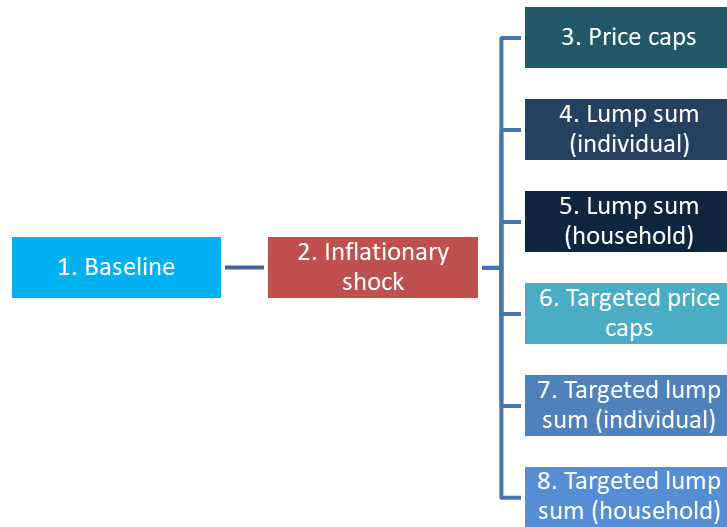 3. Price caps
4. Lump sum
(individual)
5. Lump sum
(household)
1. Baseline
2. Inflationary
shock
6. Targeted price
caps
7. Targeted lump
sum (individual)
8. Targeted lump
sum (household)